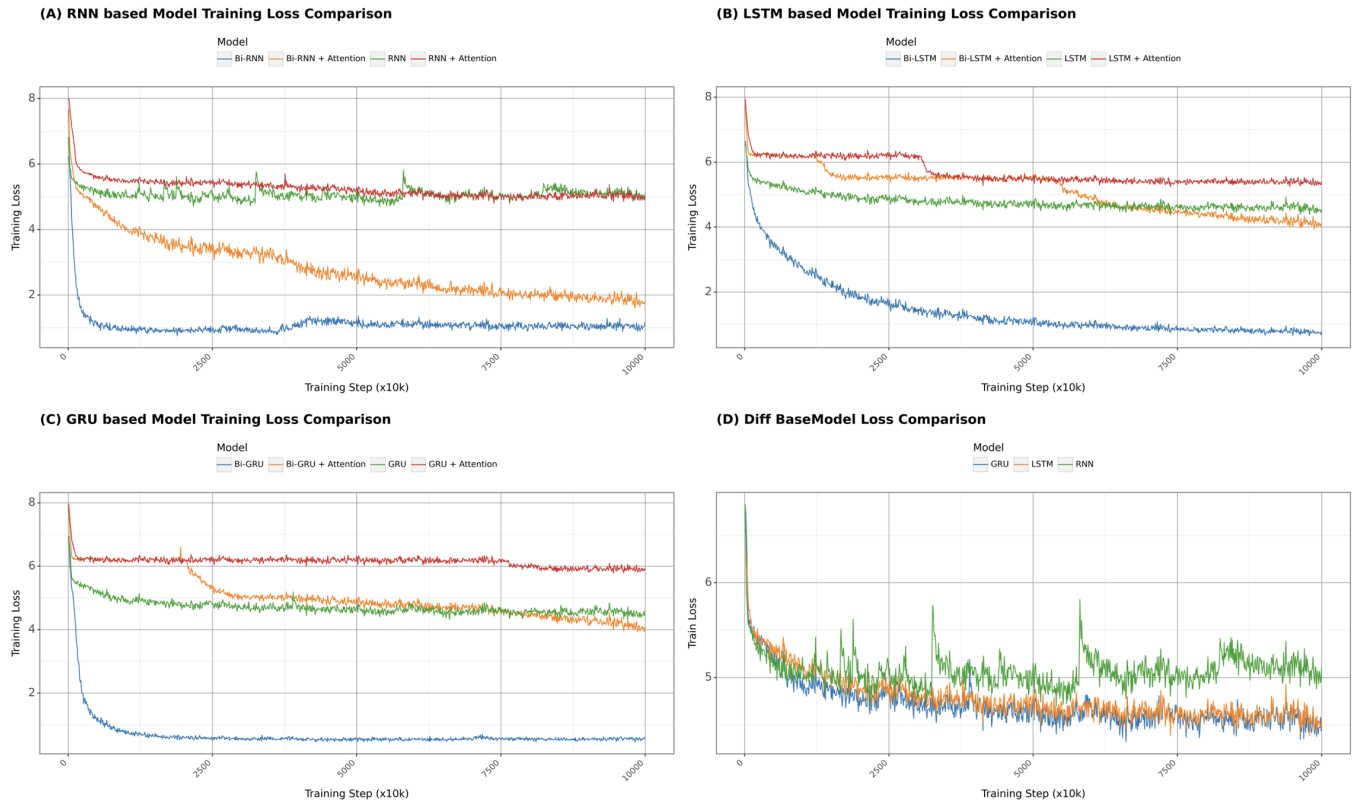 (A) RNN based Model Training Loss Comparison
Model
Bi-RNN Bi-RNN + Attention RNN RNN + Attention
8
6
4
2
Training Loss
0 2500 5000 7500 10000
Training Step (x10k)
(B) LSTM based Model Training Loss Comparison
Model
Bi-LSTM Bi-LSTM + Attention LSTM LSTM + Attention
8
6
4
2
Training Loss
0 2500 5000 7500 10000
Training Step (x10k)
(C) GRU based Model Training Loss Comparison
Model
Bi-GRU Bi-GRU + Attention GRU GRU + Attention
8
6
4
2
Training Loss
0 2500 5000 7500 10000
Training Step (x10k)
(D) Diff BaseModel Loss Comparison
Model
GRU LSTM RNN
6
5
Train Loss
0 2500 5000 7500 10000
Training Step (x10k)